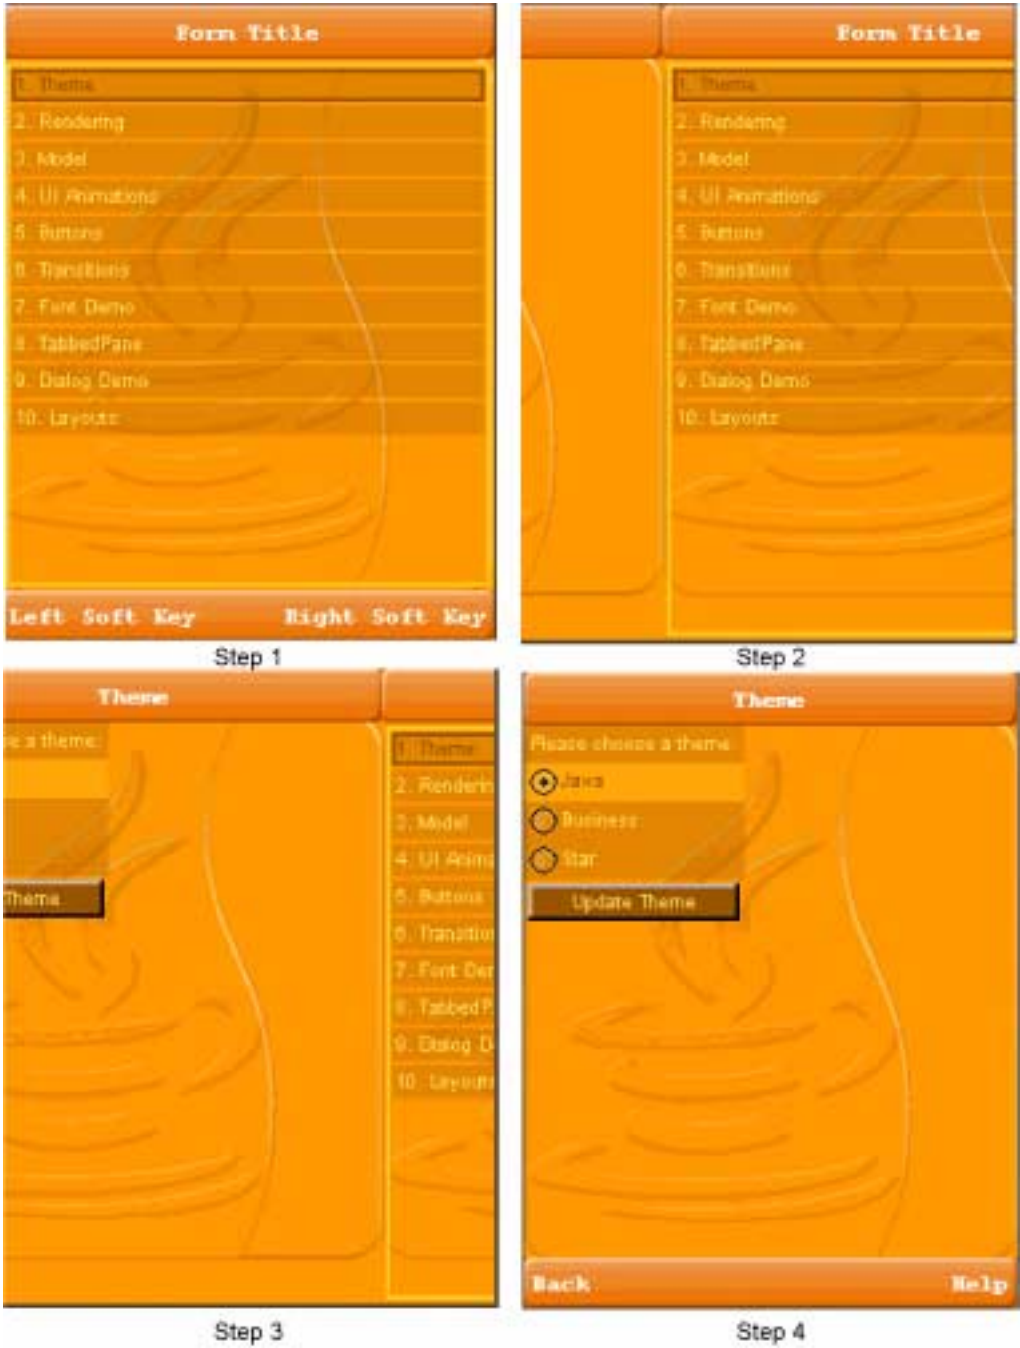 Form Title
1. Theme
2. Rendering
3. Model
4. UI Animations
5. Buttons
6. Transitions
7. Font Demo
8. TabbedPane
9. Dialog Demo
10. Layouts
Left Soft Key Right Soft Key
Step 1
Form Title
1. Theme
2. Rendering
3. Model
4. UI Animations
5. Buttons
6. Transitions
7. Font Demo
8. TabbedPane
9. Dialog Demo
10. Layouts
Step 2
Theme
se a theme:
Theme
1. Theme
2. Renderin
3. Model
4. UI Anima
5. Buttons
6. Transition
7. Font Der
8. TabbedP
9. Dialog D
10. Layouts
Step 3
Theme
Please choose a theme
Java
Business
Star
Update Theme
Back Help
Step 4